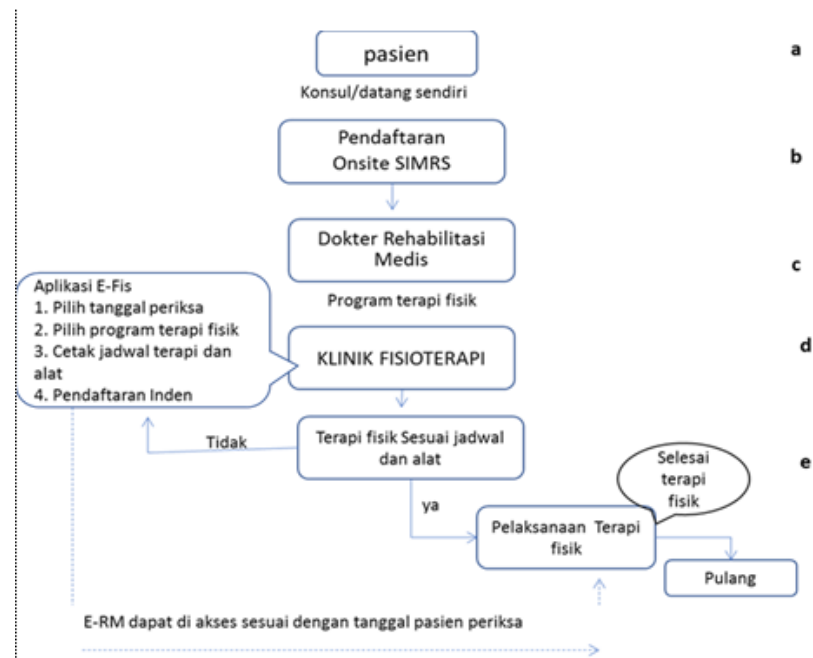 pasien
a
Konsul/datang sendiri
Pendaftaran
Onsite SIMRS
b
Dokter Rehabilitasi
Medis
c
Aplikasi E-Fis
1. Pilih tanggal periksa
2. Pilih program terapi fisik
3. Cetak jadwal terapi dan
alat
4. Pendaftaran Inden
Program terapi fisik
KLINIK FISIOTERAPI
d
Tidak
Terapi fisik Sesuai jadwal
dan alat
e
Selesai
terapi
fisik
ya
Pelaksanaan Terapi
fisik
Pulang
E-RM dapat di akses sesuai dengan tanggal pasien periksa